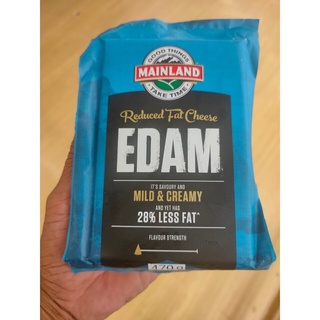 GOOD THINGS
MAINLAND
TAKE TIME
Reduced Fat Cheese
EDAM
IT'S SAVOURY AND
MILD & CREAMY
AND YET HAS
28% LESS FAT^
FLAVOUR STRENGTH